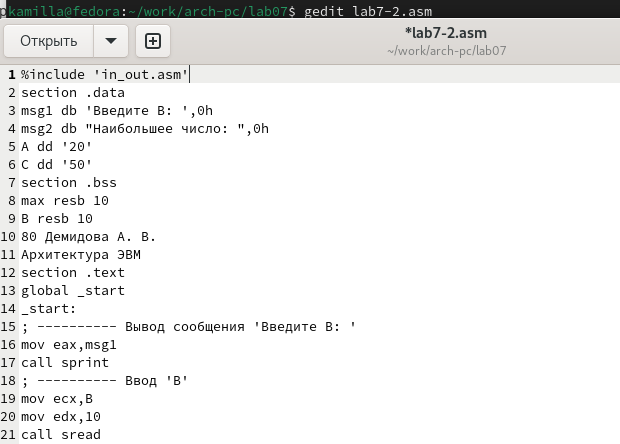 kamilla@fedora:~/work/arch-pc/lab07$ gedit lab7-2.asm
Открыть
*lab7-2.asm
~/work/arch-pc/lab07
1 %include 'in_out.asm'
2 section .data
3 msg1 db 'Введите B: ',0h
4 msg2 db "Наибольшее число: ",0h
5 A dd '20'
6 C dd '50'
7 section .bss
8 max resb 10
9 B resb 10
10 80 Демидова А. В.
11 Архитектура ЭВМ
12 section .text
13 global _start
14 _start:
15 ; ---------- Вывод сообщения 'Введите B: '
16 mov eax,msg1
17 call sprint
18 ; ---------- Ввод 'B'
19 mov ecx,B
20 mov edx,10
21 call sread